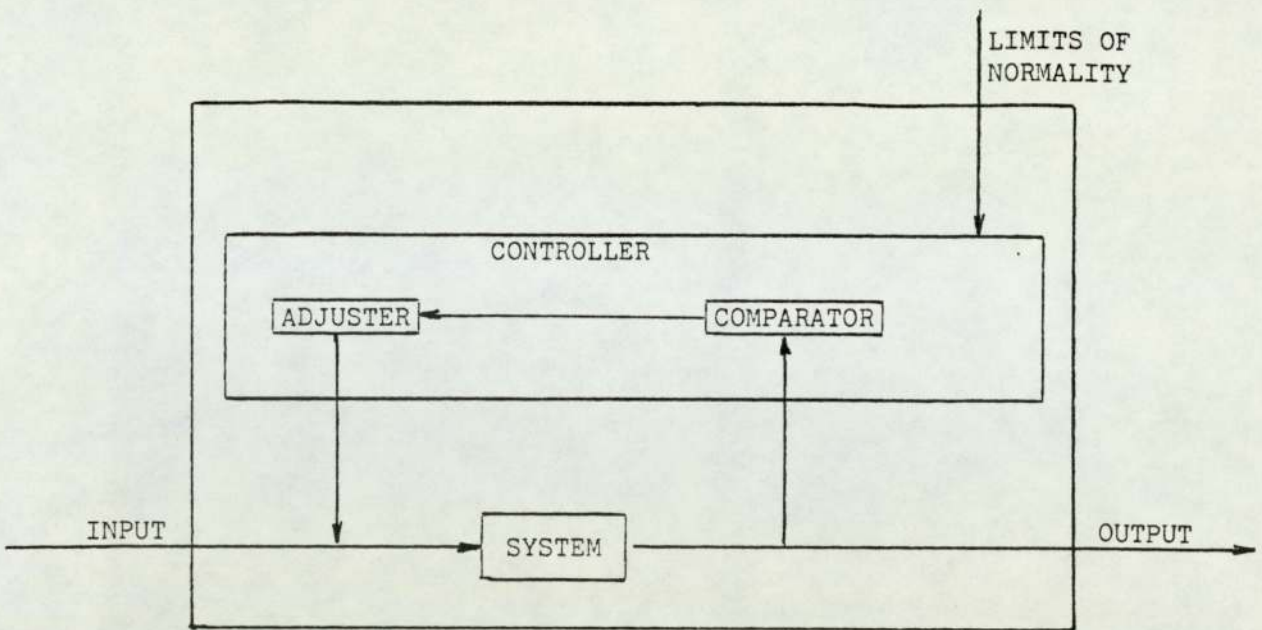 LIMITS OF
NORMALITY
CONTROLLER
ADJUSTER
COMPARATOR
INPUT
SYSTEM
OUTPUT